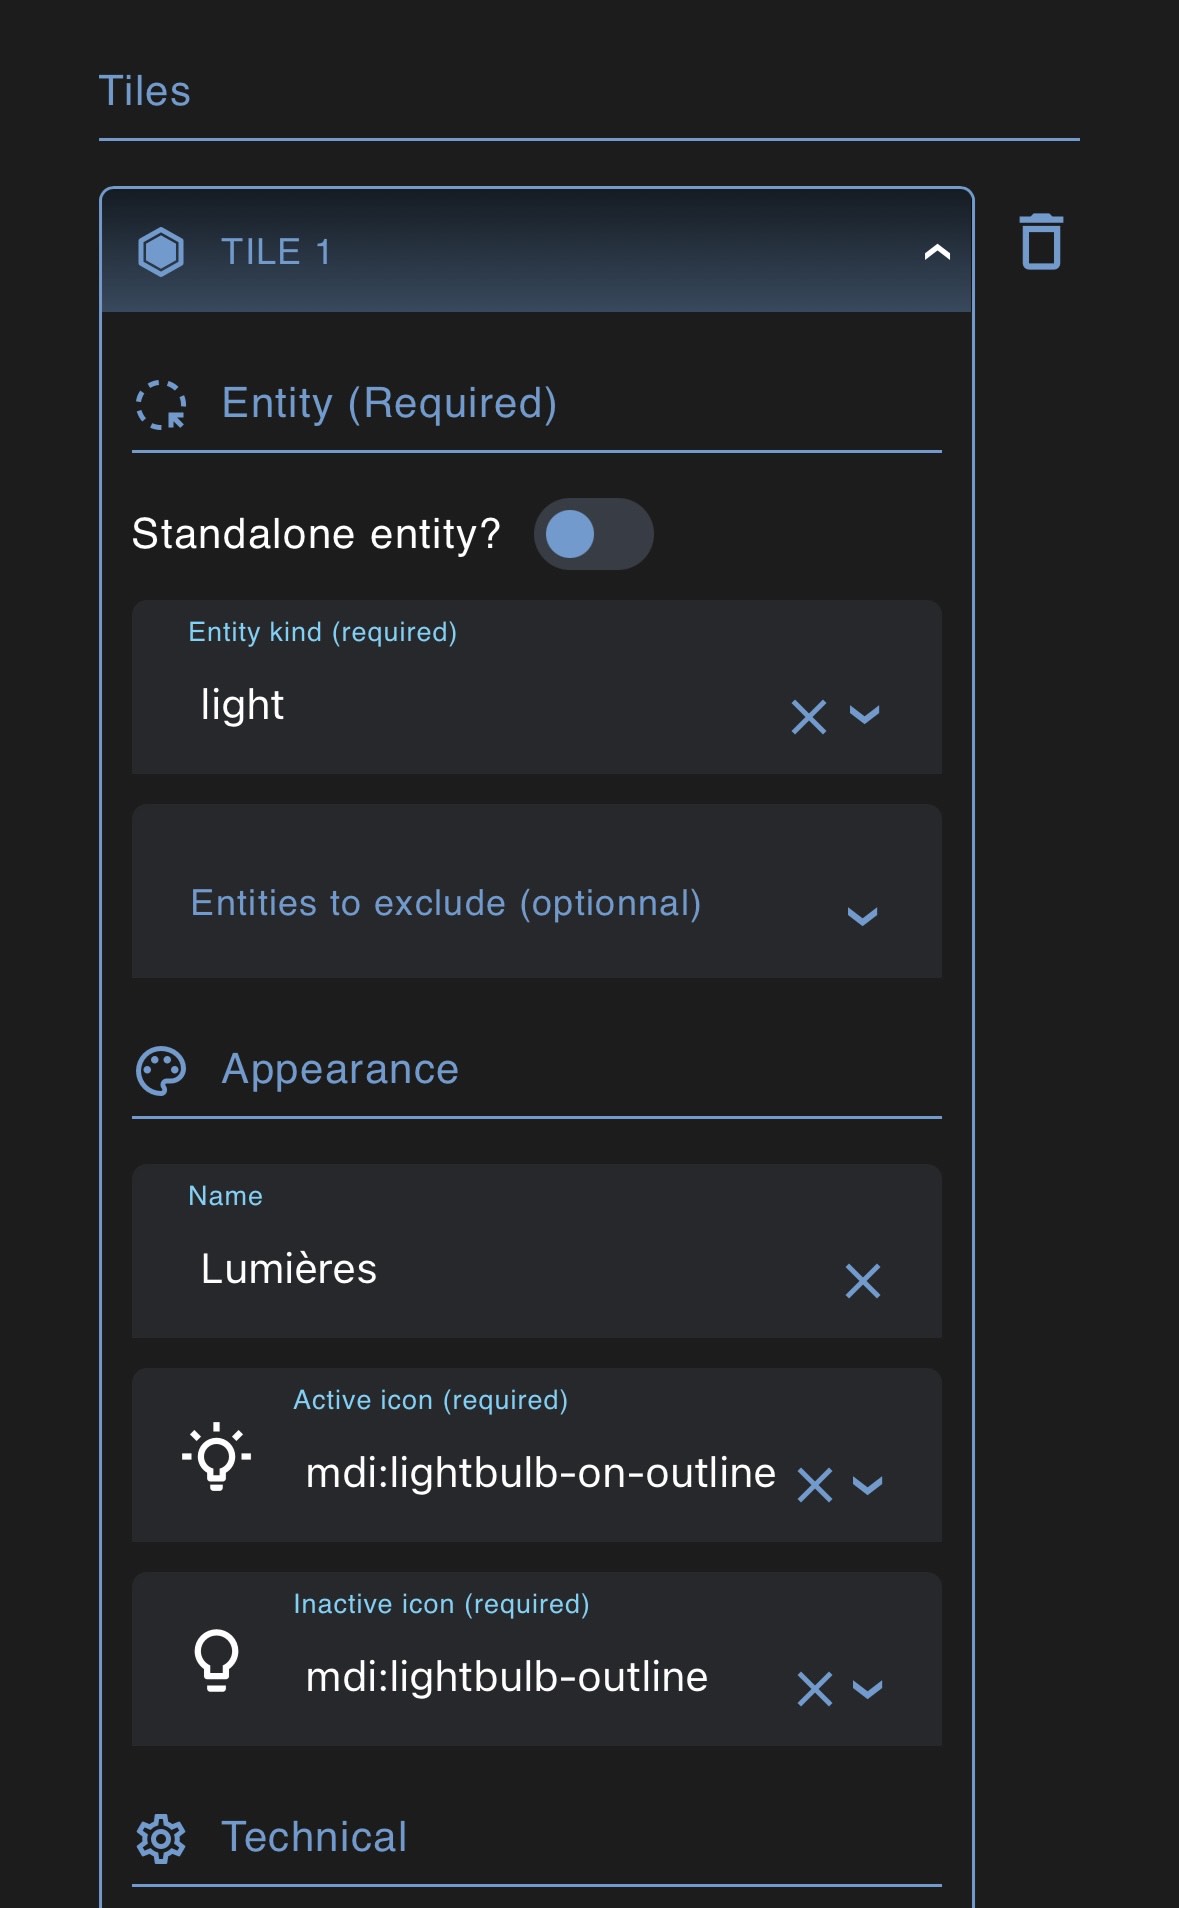 Tiles
TILE 1
Entity (Required)
Standalone entity?
Entity kind (required)
light
Entities to exclude (optionnal)
Appearance
Name
Lumières
Active icon (required)
mdi:lightbulb-on-outline
Inactive icon (required)
mdi:lightbulb-outline
Technical